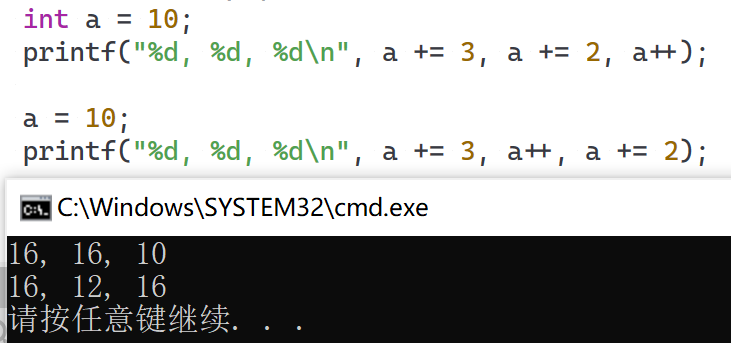 int a = 10;
printf("%d, %d, %d\n", a += 3, a += 2, a++);
a = 10;
printf("%d, %d, %d\n", a += 3, a++, a += 2);
C:\Windows\SYSTEM32\cmd.exe
16, 16, 10
16, 12, 16
请按任意键继续. . .